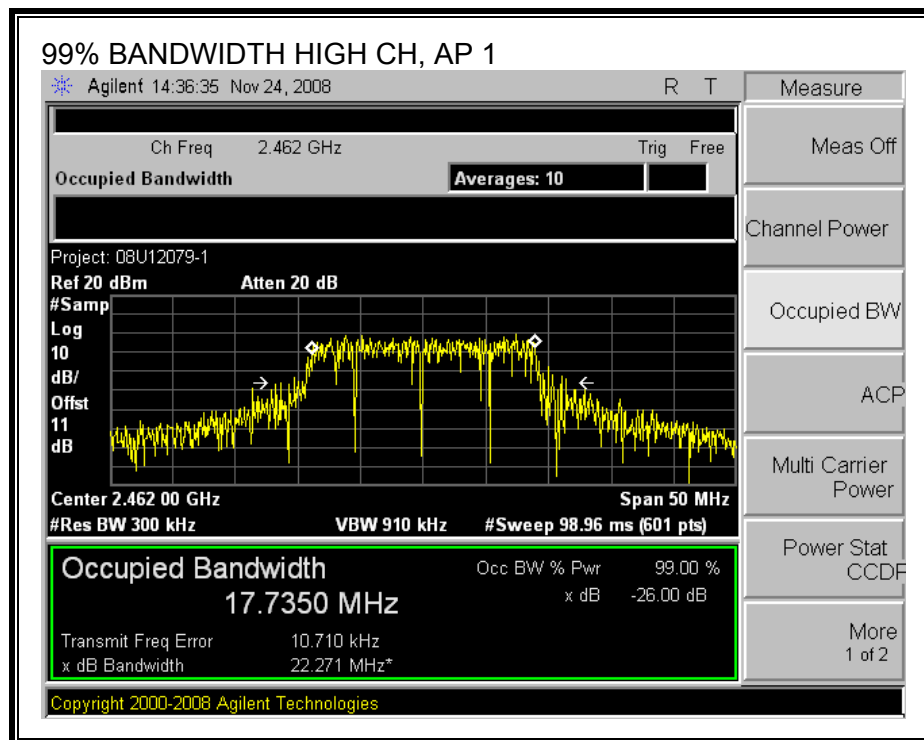 99% BANDWIDTH HIGH CH, AP 1
Agilent 14:36:35 Nov 24, 2008 R T
Measure
Ch Freq 2.462 GHz Trig Free
Occupied Bandwidth Averages: 10
Meas Off
Channel Power
Project: 08U12079-1
Ref 20 dBm Atten 20 dB
#Samp
Log
10
dB/
Offst
11
dB
Occupied BW
ACP
Multi Carrier
Power
Center 2.462 00 GHz Span 50 MHz
#Res BW 300 kHz VBW 910 kHz #Sweep 98.96 ms (601 pts)
Occupied Bandwidth Occ BW % Pwr 99.00 %
17.7350 MHz x dB -26.00 dB
Transmit Freq Error 10.710 kHz
x dB Bandwidth 22.271 MHz*
Power Stat
CCDF
More
1 of 2
Copyright 2000-2008 Agilent Technologies